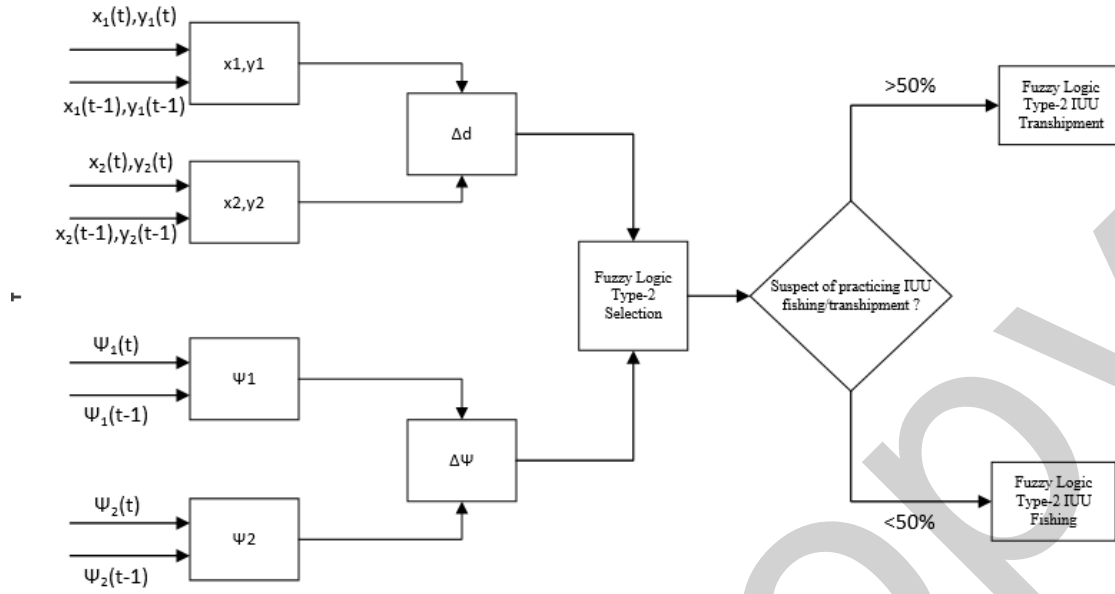 x₁(t),y₁(t)
x1,y1
x₁(t-1),y₁(t-1)
Δd
x₂(t),y₂(t)
x2,y2
x₂(t-1),y₂(t-1)
Fuzzy Logic
Type-2
Selection
Ψ₁(t)
Ψ1
Ψ₁(t-1)
ΔΨ
Ψ₂(t)
Ψ2
Ψ₂(t-1)
Suspect of practicing IUU
fishing/transhipment ?
>50%
Fuzzy Logic
Type-2 IUU
Transhipment
<50%
Fuzzy Logic
Type-2 IUU
Fishing